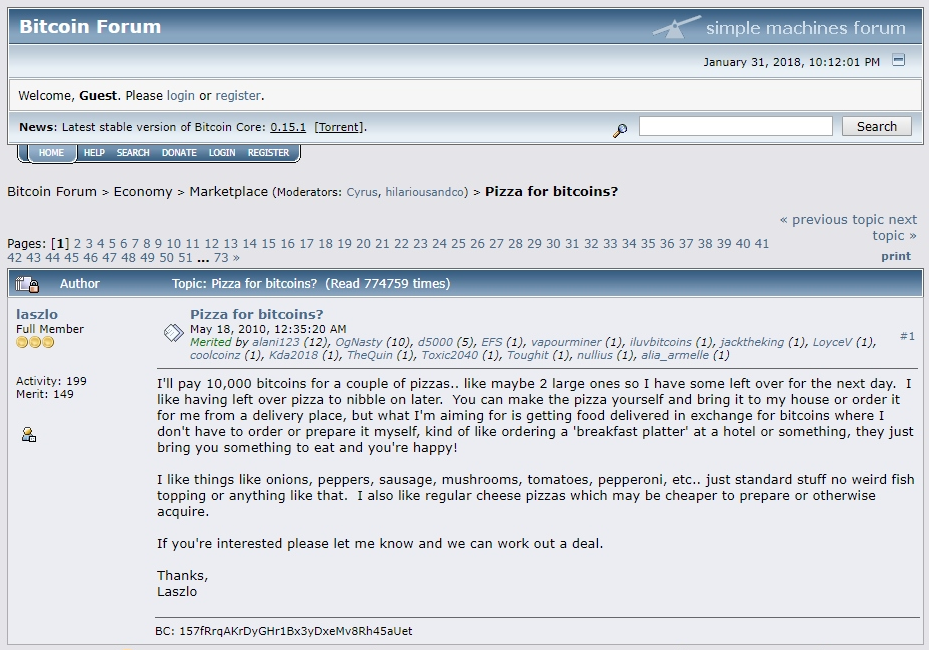 Bitcoin Forum
simple machines forum
January 31, 2018, 10:12:01 PM
Welcome, Guest. Please login or register.
News: Latest stable version of Bitcoin Core: 0.15.1 [Torrent].
Search
HOME HELP SEARCH DONATE LOGIN REGISTER
Bitcoin Forum > Economy > Marketplace (Moderators: Cyrus, hilariousandco) > Pizza for bitcoins?
« previous topic next
topic »
Pages: [1] 2 3 4 5 6 7 8 9 10 11 12 13 14 15 16 17 18 19 20 21 22 23 24 25 26 27 28 29 30 31 32 33 34 35 36 37 38 39 40 41
42 43 44 45 46 47 48 49 50 51 ... 73 »
print
Author
Topic: Pizza for bitcoins? (Read 774759 times)
laszlo
Full Member
Activity: 199
Merit: 149
Pizza for bitcoins?
May 18, 2010, 12:35:20 AM
Merited by alani123 (12), OgNasty (10), d5000 (5), EFS (1), vapourminer (1), iluvbitcoins (1), jacktheking (1), LoyceV (1),
coolcoinz (1), Kda2018 (1), TheQuin (1), Toxic2040 (1), Toughit (1), nullius (1), alia_armelle (1)
#1
I'll pay 10,000 bitcoins for a couple of pizzas.. like maybe 2 large ones so I have some left over for the next day. I
like having left over pizza to nibble on later. You can make the pizza yourself and bring it to my house or order it
for me from a delivery place, but what I'm aiming for is getting food delivered in exchange for bitcoins where I
don't have to order or prepare it myself, kind of like ordering a 'breakfast platter' at a hotel or something, they just
bring you something to eat and you're happy!
I like things like onions, peppers, sausage, mushrooms, tomatoes, pepperoni, etc.. just standard stuff no weird fish
topping or anything like that. I also like regular cheese pizzas which may be cheaper to prepare or otherwise
acquire.
If you're interested please let me know and we can work out a deal.
Thanks,
Laszlo
BC: 157fRrqAKrDyGHr1Bx3yDxeMv8Rh45aUet